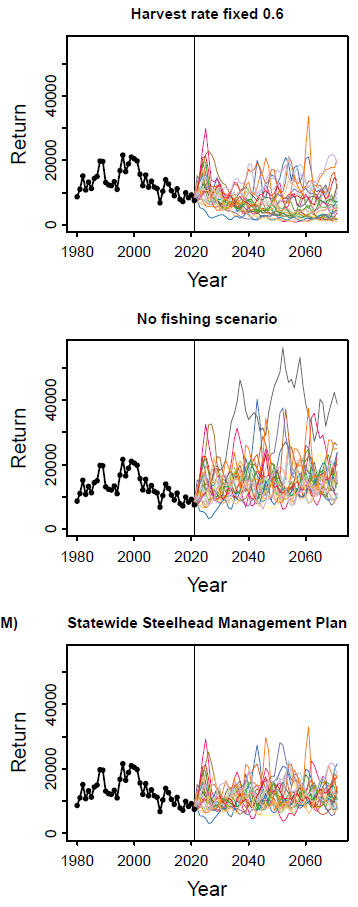 Harvest rate fixed 0.6
Return
0 20000 40000
1980 2000 2020 2040 2060
Year
No fishing scenario
Return
0 10000 20000 40000
1980 2000 2020 2040 2060
Year
M) Statewide Steelhead Management Plan
Return
0 20000 40000
1980 2000 2020 2040 2060
Year